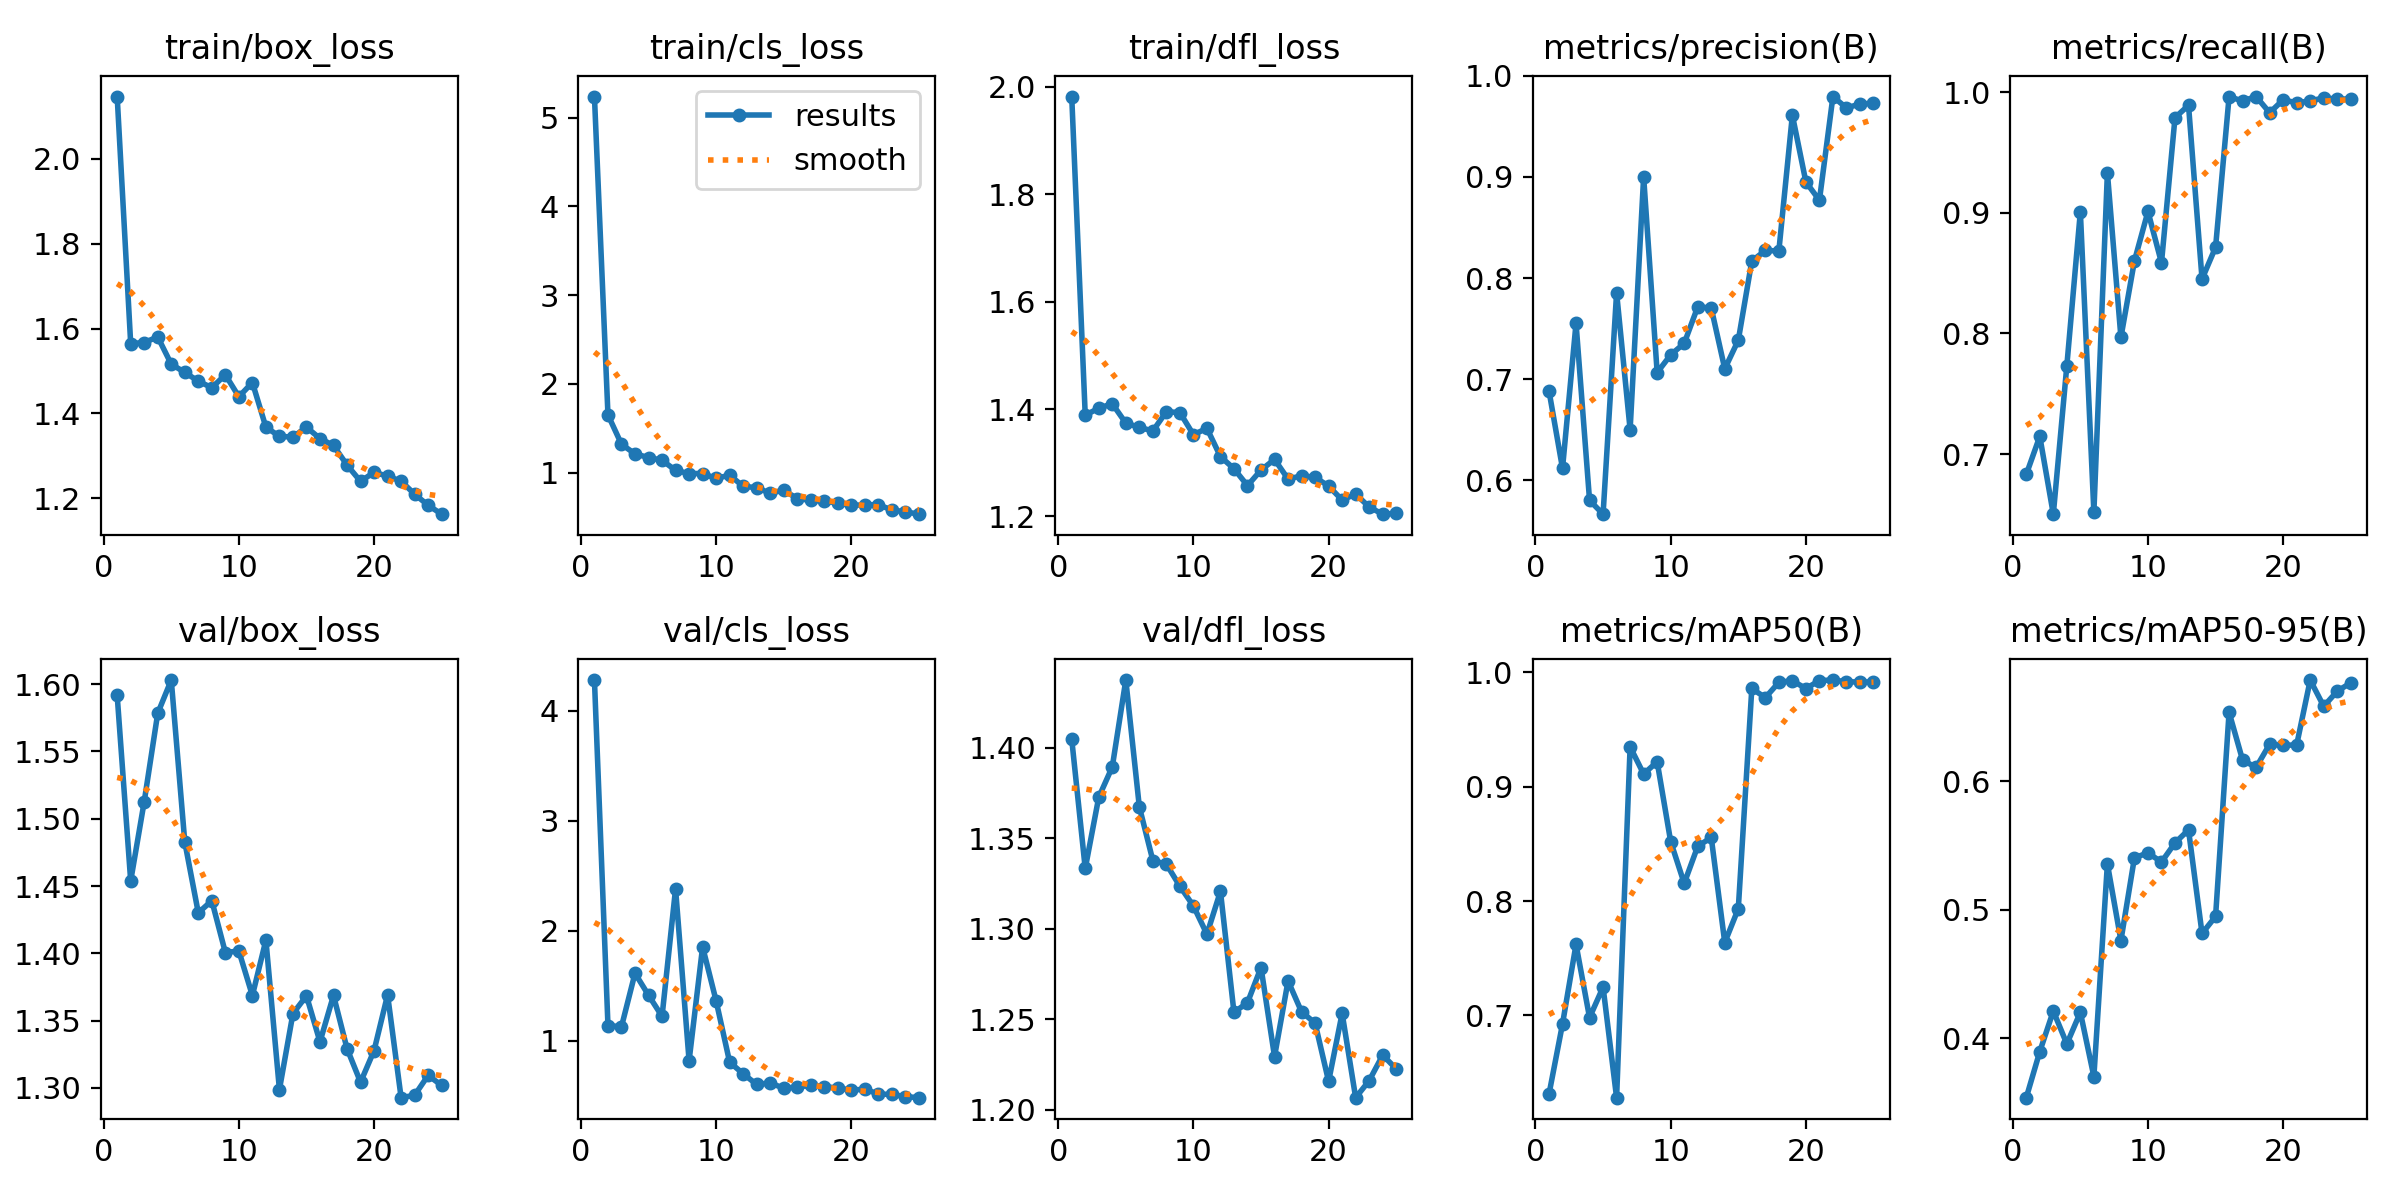 train/box_loss
2.0
1.8
1.6
1.4
1.2
0 10 20
train/cls_loss
results
smooth
5
4
3
2
1
0 10 20
train/dfl_loss
2.0
1.8
1.6
1.4
1.2
0 10 20
metrics/precision(B)
1.0
0.9
0.8
0.7
0.6
0 10 20
metrics/recall(B)
1.0
0.9
0.8
0.7
0 10 20
val/box_loss
1.60
1.55
1.50
1.45
1.40
1.35
1.30
0 10 20
val/cls_loss
4
3
2
1
0 10 20
val/dfl_loss
1.40
1.35
1.30
1.25
1.20
0 10 20
metrics/mAP50(B)
1.0
0.9
0.8
0.7
0 10 20
metrics/mAP50-95(B)
0.6
0.5
0.4
0 10 20